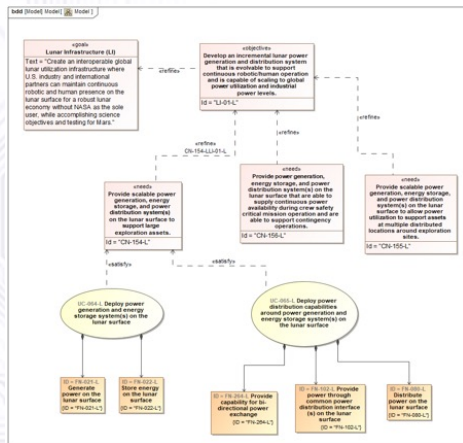 bdd [Model] Model [ Model ]
«goal»
Lunar Infrastructure (LI)
Text = "Create an interoperable global
lunar utilization infrastructure where
U.S. industry and international
partners can maintain continuous
robotic and human presence on
the lunar surface for a robust lunar
economy without NASA as the sole
user, while accomplishing science
objectives and testing for Mars."
«objective»
Develop an incremental lunar power
generation and distribution system
that is evolvable to support
continuous robotic/human operation
and is capable of scaling to global
power utilization and industrial
power levels.
Id = "LI-01-L"
«refine»
«refine»
CN-154-LLI-01-L
«refine»
«refine»
«need»
Provide scalable power
generation, energy
storage, and power
distribution system(s)
on the lunar surface to
support large
exploration assets.
Id = "CN-154-L"
«need»
Provide power generation,
energy storage, and power
distribution system(s) on the lunar
surface that are able to
supply continuous power
availability during crew safety
critical mission operation and are
able to support contingency
operations.
Id = "CN-156-L"
«need»
Provide scalable power
generation, energy storage,
and power distribution
system(s) on the lunar surface
to allow power utilization to
support assets at multiple distributed
locations around exploration
sites.
Id = "CN-155-L"
«satisfy»
«satisfy»
UC-004-L Deploy power
generation and energy
storage system(s) on the
lunar surface
UC-005-L Deploy power
distribution capabilities
around power generation and
energy storage system(s) on
the lunar surface
ID = FN-021-L
Generate
power on the
lunar surface
[ID = "FN-021-L"]
ID = FN-022-L
Store energy
on the lunar
surface
[ID = "FN-022-L"]
ID = FN-204-L Provide
capability for bi-
directional power
exchange
[ID = "FN-204-L"]
ID = FN-102-L Provide
power through
common power
distribution interface
(s) on the lunar
surface
[ID = "FN-102-L"]
Distribute
power on the
lunar surface